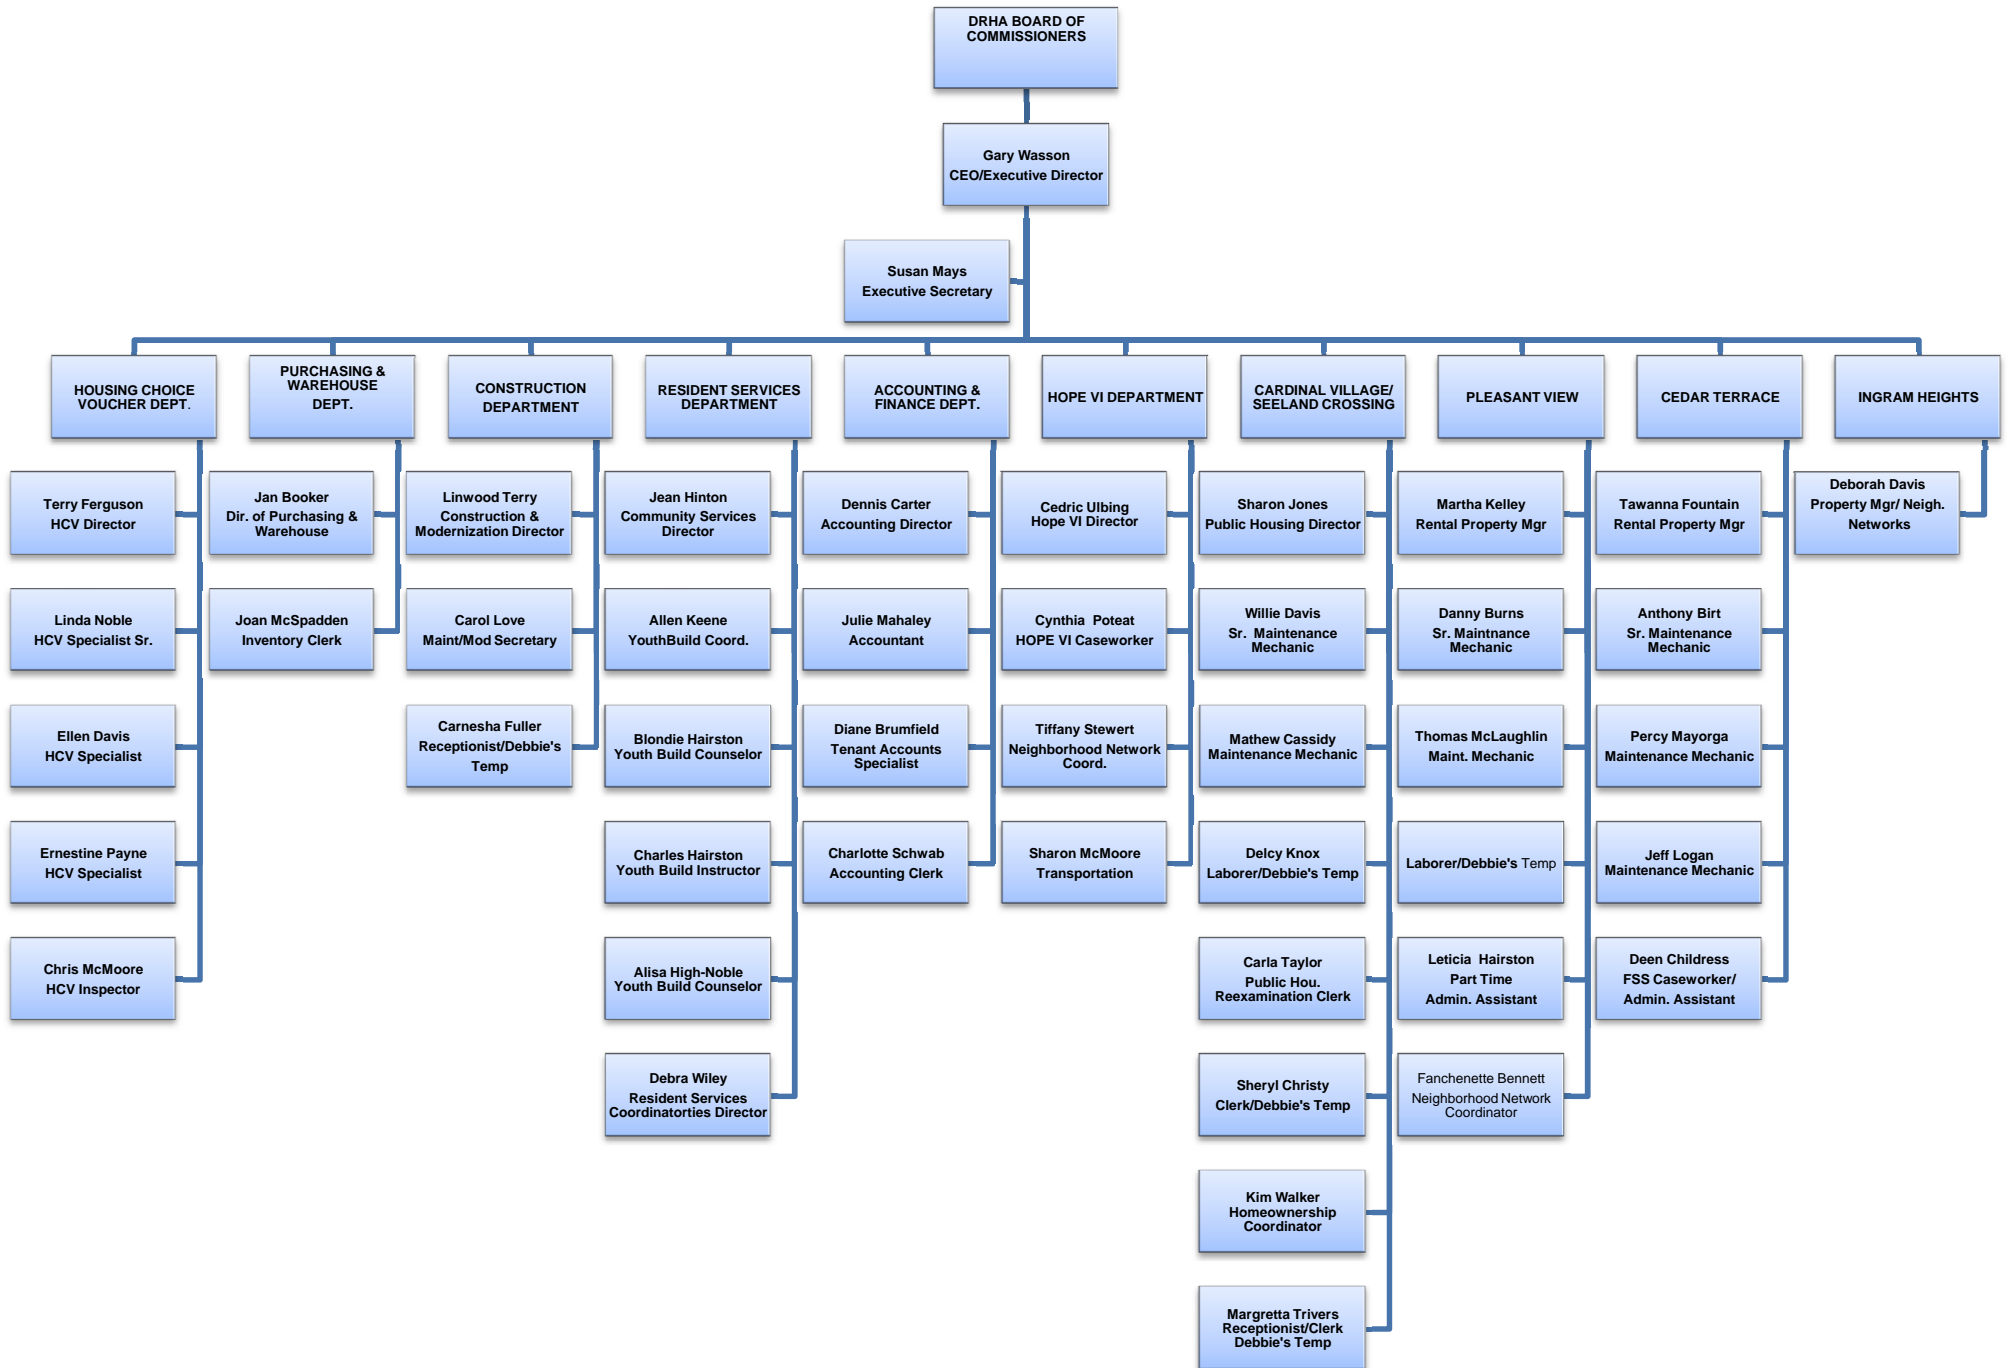 DRHA BOARD OF
COMMISSIONERS
Gary Wasson
CEO/Executive Director
Susan Mays
Executive Secretary
HOUSING CHOICE
VOUCHER DEPT.
Terry Ferguson
HCV Director
Linda Noble
HCV Specialist Sr.
Ellen Davis
HCV Specialist
Ernestine Payne
HCV Specialist
Chris McMoore
HCV Inspector
PURCHASING &
WAREHOUSE
DEPT.
Jan Booker
Dir. of Purchasing &
Warehouse
Joan McSpadden
Inventory Clerk
CONSTRUCTION
DEPARTMENT
Linwood Terry
Construction &
Modernization Director
Carol Love
Maint/Mod Secretary
Carnesha Fuller
Receptionist/Debbie's
Temp
RESIDENT SERVICES
DEPARTMENT
Jean Hinton
Community Services
Director
Allen Keene
YouthBuild Coord.
Blondie Hairston
Youth Build Counselor
Charles Hairston
Youth Build Instructor
Alisa High-Noble
Youth Build Counselor
Debra Wiley
Resident Services
Coordinatorties Director
ACCOUNTING &
FINANCE DEPT.
Dennis Carter
Accounting Director
Julie Mahaley
Accountant
Diane Brumfield
Tenant Accounts
Specialist
Charlotte Schwab
Accounting Clerk
HOPE VI DEPARTMENT
Cedric Ulbing
Hope VI Director
Cynthia Poteat
HOPE VI Caseworker
Tiffany Stewert
Neighborhood Network
Coord.
Sharon McMoore
Transportation
CARDINAL VILLAGE/
SEELAND CROSSING
Sharon Jones
Public Housing Director
Willie Davis
Sr. Maintenance
Mechanic
Mathew Cassidy
Maintenance Mechanic
Delcy Knox
Laborer/Debbie's Temp
Carla Taylor
Public Hou.
Reexamination Clerk
Sheryl Christy
Clerk/Debbie's Temp
Kim Walker
Homeownership
Coordinator
Margretta Trivers
Receptionist/Clerk
Debbie's Temp
PLEASANT VIEW
Martha Kelley
Rental Property Mgr
Danny Burns
Sr. Maintnance
Mechanic
Thomas McLaughlin
Maint. Mechanic
Laborer/Debbie's Temp
Leticia Hairston
Part Time
Admin. Assistant
Fanchenette Bennett
Neighborhood Network
Coordinator
CEDAR TERRACE
Tawanna Fountain
Rental Property Mgr
Anthony Birt
Sr. Maintenance
Mechanic
Percy Mayorga
Maintenance Mechanic
Jeff Logan
Maintenance Mechanic
Deen Childress
FSS Caseworker/
Admin. Assistant
INGRAM HEIGHTS
Deborah Davis
Property Mgr/ Neigh.
Networks